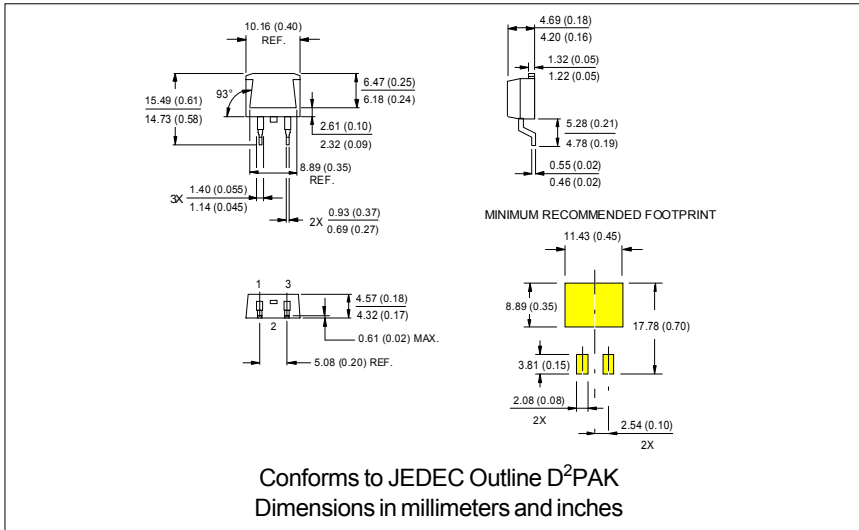 10.16 (0.40)
REF.
4.69 (0.18)
4.20 (0.16)
1.32 (0.05)
1.22 (0.05)
6.47 (0.25)
6.18 (0.24)
93°
15.49 (0.61)
14.73 (0.58)
2.61 (0.10)
2.32 (0.09)
5.28 (0.21)
4.78 (0.19)
8.89 (0.35)
REF.
0.55 (0.02)
0.46 (0.02)
1.40 (0.055)
3X
1.14 (0.045)
0.93 (0.37)
2X
0.69 (0.27)
MINIMUM RECOMMENDED FOOTPRINT
11.43 (0.45)
1 3
4.57 (0.18)
4.32 (0.17)
2
0.61 (0.02) MAX.
5.08 (0.20) REF.
8.89 (0.35)
17.78 (0.70)
3.81 (0.15)
2.08 (0.08)
2X
2.54 (0.10)
2X
Conforms to JEDEC Outline D²PAK
Dimensions in millimeters and inches